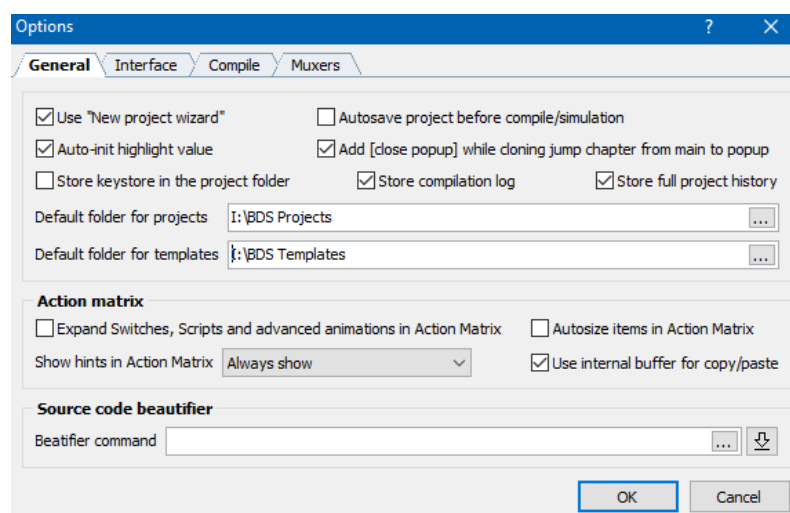 Options ? ×
General Interface Compile Muxers
Use "New project wizard" Autosave project before compile/simulation
Auto-init highlight value Add [close popup] while cloning jump chapter from main to popup
Store keystore in the project folder Store compilation log Store full project history
Default folder for projects I:\BDS Projects ...
Default folder for templates I:\BDS Templates ...
Action matrix
Expand Switches, Scripts and advanced animations in Action Matrix Autosize items in Action Matrix
Show hints in Action Matrix Always show Use internal buffer for copy/paste
Source code beautifier
Beatifier command ...
OK Cancel